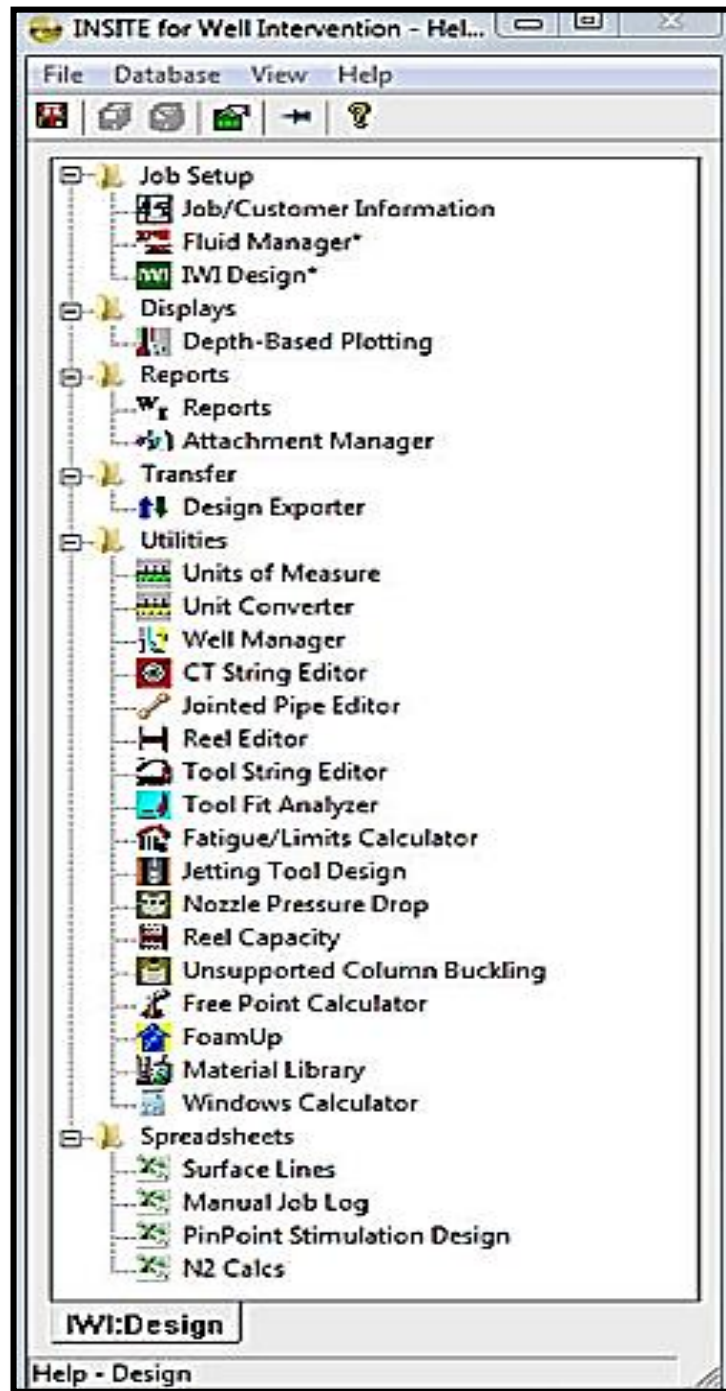 INSITE for Well Intervention - Hel...
File Database View Help
Job Setup
Job/Customer Information
Fluid Manager*
IWI Design*
Displays
Depth-Based Plotting
Reports
Reports
Attachment Manager
Transfer
Design Exporter
Utilities
Units of Measure
Unit Converter
Well Manager
CT String Editor
Jointed Pipe Editor
Reel Editor
Tool String Editor
Tool Fit Analyzer
Fatigue/Limits Calculator
Jetting Tool Design
Nozzle Pressure Drop
Reel Capacity
Unsupported Column Buckling
Free Point Calculator
FoamUp
Material Library
Windows Calculator
Spreadsheets
Surface Lines
Manual Job Log
PinPoint Stimulation Design
N2 Calcs
IWI:Design
Help - Design